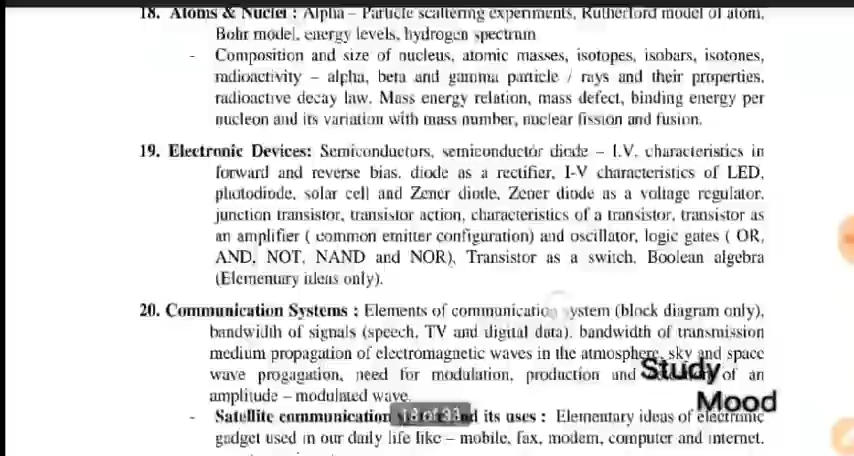 18. Atoms & Nuclei : Alpha – Particle scattering experiments, Rutherford model of atom,
Bohr model, energy levels, hydrogen spectrum
- Composition and size of nucleus, atomic masses, isotopes, isobars, isotones,
radioactivity – alpha, beta and gamma particle / rays and their properties,
radioactive decay law. Mass energy relation, mass defect, binding energy per
nucleon and its variation with mass number, nuclear fission and fusion.
19. Electronic Devices: Semiconductors, semiconductor diode – I.V. characteristics in
forward and reverse bias, diode as a rectifier, I-V characteristics of LED,
photodiode, solar cell and Zener diode, Zener diode as a voltage regulator,
junction transistor, transistor action, characteristics of a transistor, transistor as
an amplifier ( common emitter configuration) and oscillator, logic gates ( OR,
AND, NOT, NAND and NOR), Transistor as a switch, Boolean algebra
(Elementary ideas only).
20. Communication Systems : Elements of communicatio ystem (block diagram only),
bandwidth of signals (speech, TV and digital data), bandwidth of transmission
medium propagation of electromagnetic waves in the atmosphere, sky and space
wave progagation, need for modulation, production and of an
amplitude – modulated wave.
- Satellite communication and its uses : Elementary ideas of electronic
gadget used in our daily life like – mobile, fax, modem, computer and internet.
Study
Mood
18 of 33